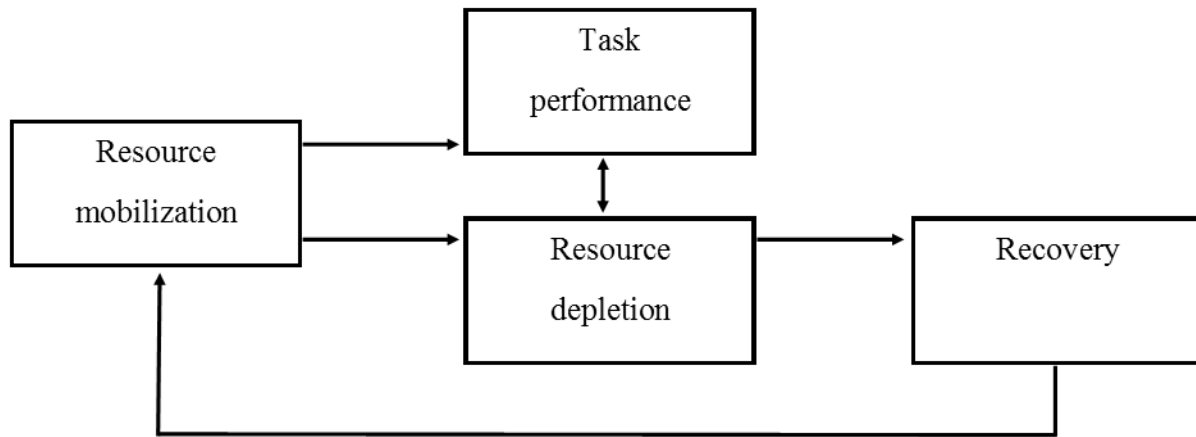 Task
performance
Resource
mobilization
Resource
depletion
Recovery